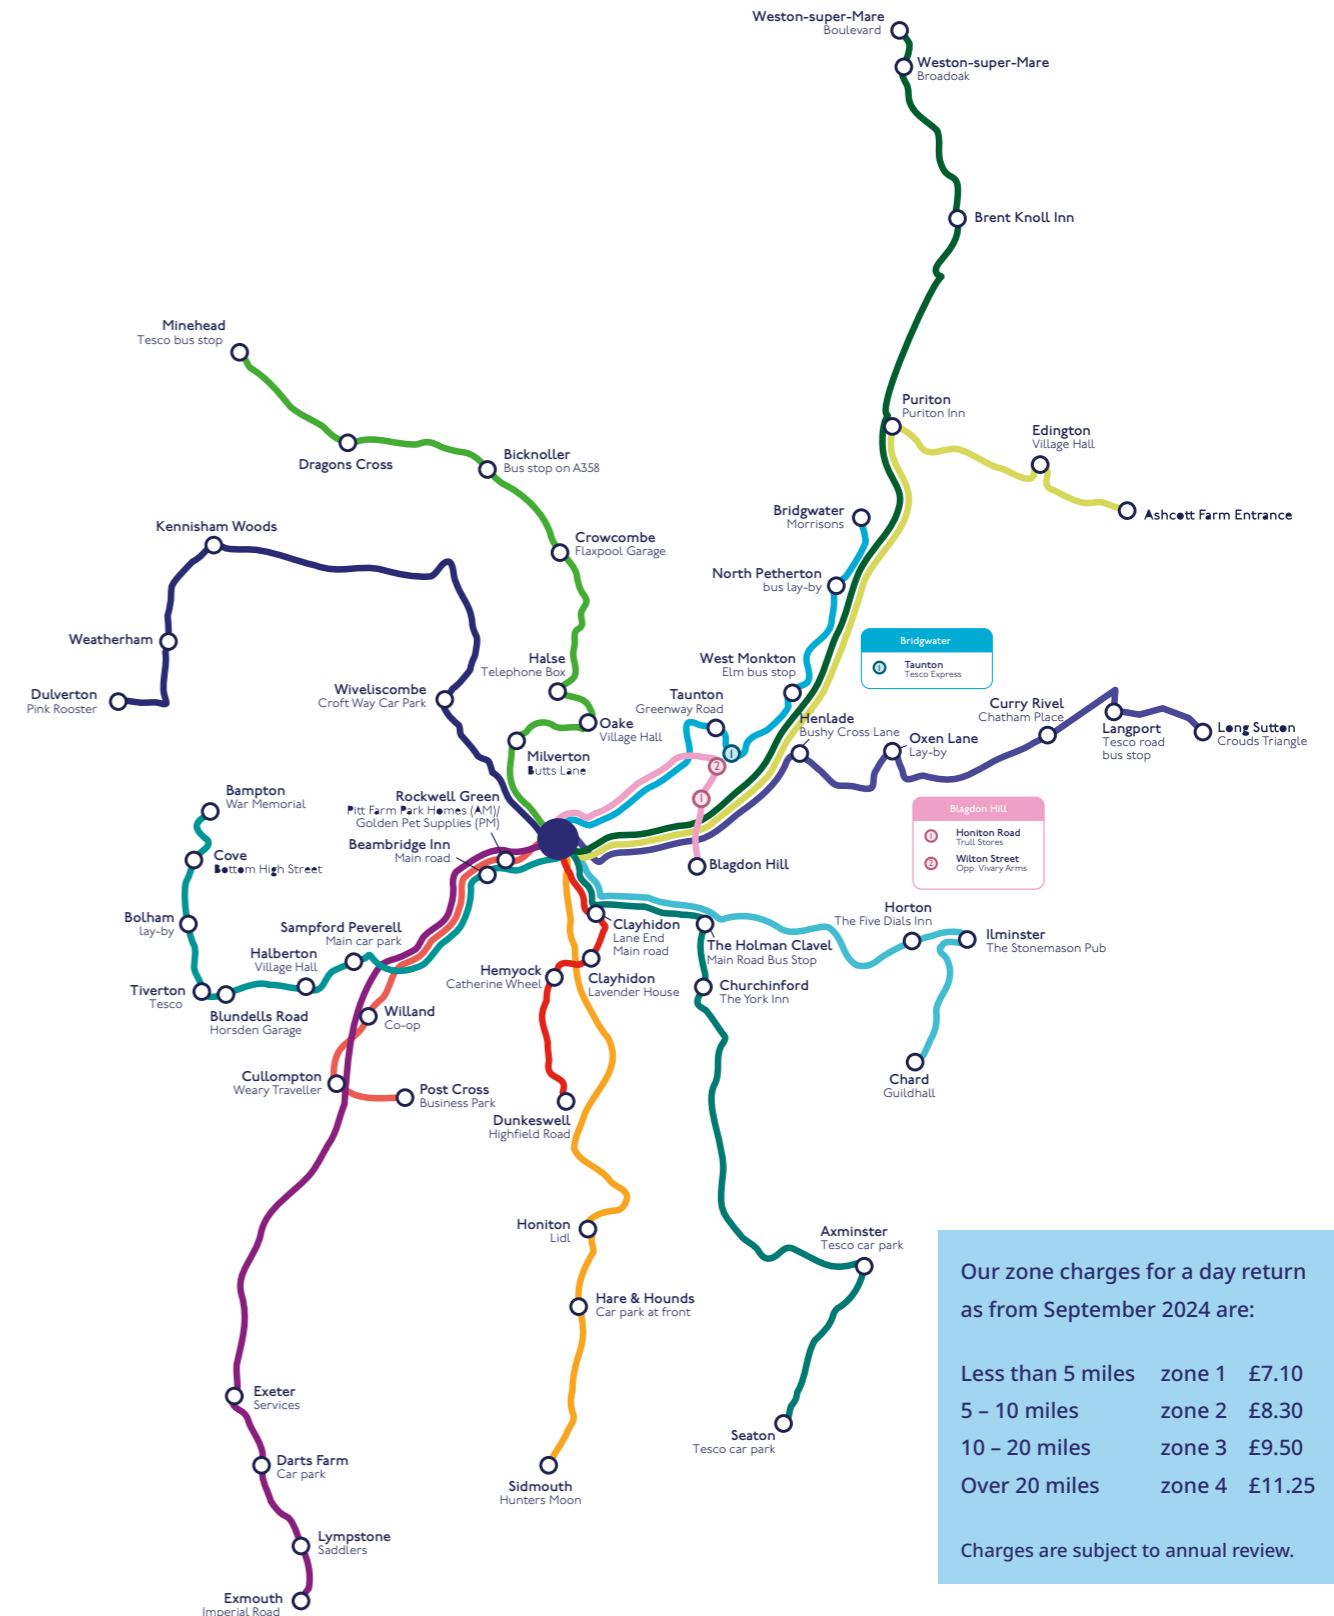 Weston-super-Mare
Boulevard
Weston-super-Mare
Broadoak
Brent Knoll Inn
Minehead
Tesco bus stop
Dragons Cross
Bicknoller
Bus stop on A358
Puriton
Puriton Inn
Edington
Village Hall
Ashcott Farm Entrance
Kennisham Woods
Crowcombe
Flaxpool Garage
Bridgwater
Morrisons
North Petherton
bus lay-by
Weatherham
Dulverton
Pink Rooster
Wiveliscombe
Croft Way Car Park
Halse
Telephone Box
Oake
Village Hall
Milverton
Butts Lane
West Monkton
Elm bus stop
Taunton
Greenway Road
Bridgwater
1
Taunton
Tesco Express
Henlade
Bushy Cross Lane
Oxen Lane
Lay-by
Curry Rivel
Chatham Place
Langport
Tesco road
bus stop
Long Sutton
Crouds Triangle
1
2
1
Blagdon Hill
Blagdon Hill
1
Honiton Road
Trull Stores
2
Wilton Street
Opp. Vivary Arms
Bampton
War Memorial
Cove
Bottom High Street
Bolham
lay-by
Tiverton
Tesco
Blundells Road
Horsden Garage
Halberton
Village Hall
Sampford Peverell
Main car park
Rockwell Green
Pitt Farm Park Homes (AM)/
Golden Pet Supplies (PM)
Beambridge Inn
Main road
Willand
Co-op
Cullompton
Weary Traveller
Post Cross
Business Park
Clayhidon
Lane End
Main road
Clayhidon
Lavender House
Hemyock
Catherine Wheel
Dunkeswell
Highfield Road
The Holman Clavel
Main Road Bus Stop
Churchinford
The York Inn
Horton
The Five Dials Inn
Ilminster
The Stonemason Pub
Chard
Guildhall
Honiton
Lidl
Hare & Hounds
Car park at front
Sidmouth
Hunters Moon
Axminster
Tesco car park
Seaton
Tesco car park
Exeter
Services
Darts Farm
Car park
Lympstone
Saddlers
Exmouth
Imperial Road
Our zone charges for a day return
as from September 2024 are:
Less than 5 miles zone 1 £7.10
5 – 10 miles zone 2 £8.30
10 – 20 miles zone 3 £9.50
Over 20 miles zone 4 £11.25
Charges are subject to annual review.